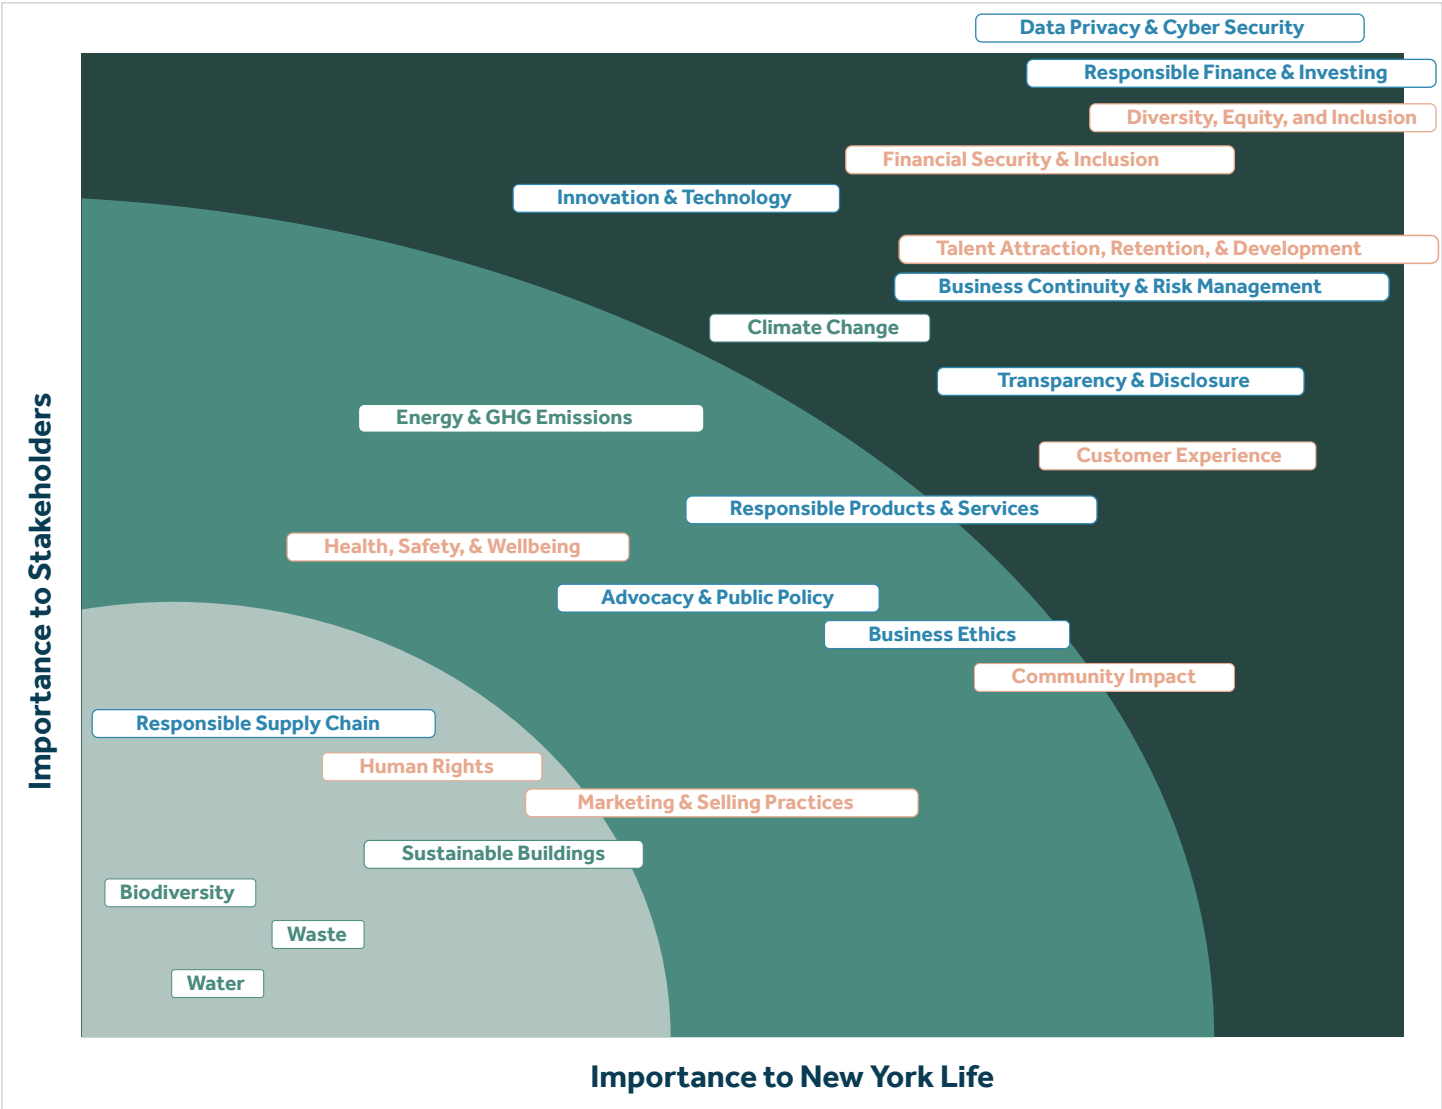 Data Privacy & Cyber Security
Responsible Finance & Investing
Diversity, Equity, and Inclusion
Financial Security & Inclusion
Innovation & Technology
Talent Attraction, Retention, & Development
Business Continuity & Risk Management
Climate Change
Transparency & Disclosure
Energy & GHG Emissions
Customer Experience
Responsible Products & Services
Health, Safety, & Wellbeing
Advocacy & Public Policy
Business Ethics
Community Impact
Responsible Supply Chain
Human Rights
Marketing & Selling Practices
Sustainable Buildings
Biodiversity
Waste
Water
Importance to Stakeholders
Importance to New York Life